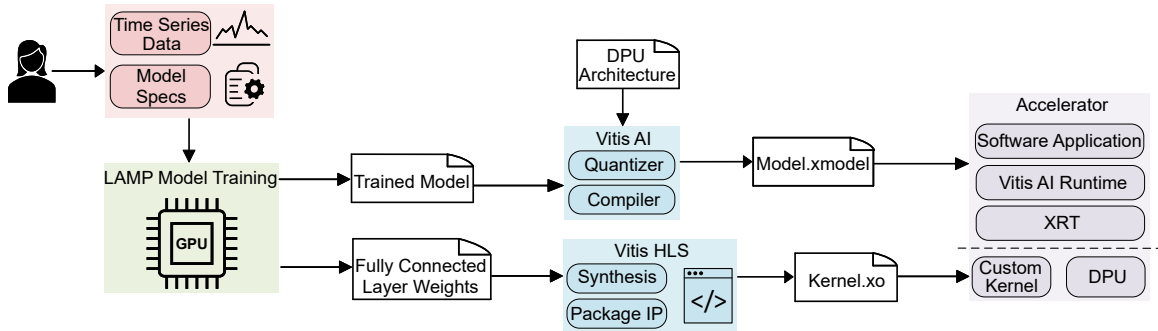 Time Series
Data
Model
Specs
LAMP Model Training
GPU
Trained Model
Fully Connected
Layer Weights
DPU
Architecture
Vitis AI
Quantizer
Compiler
Vitis HLS
Synthesis
Package IP
</>
Model.xmodel
Kernel.xo
Accelerator
Software Application
Vitis AI Runtime
XRT
Custom
Kernel
DPU